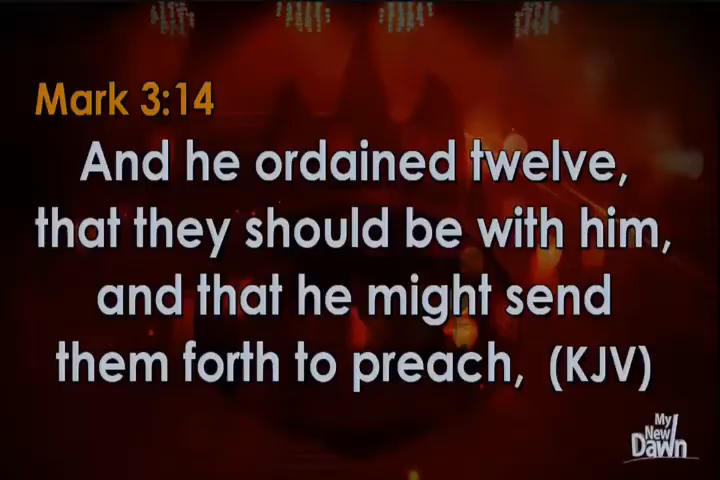 Mark 3:14
And he ordained twelve,
that they should be with him,
and that he might send
them forth to preach, (KJV)
My
New
Dawn